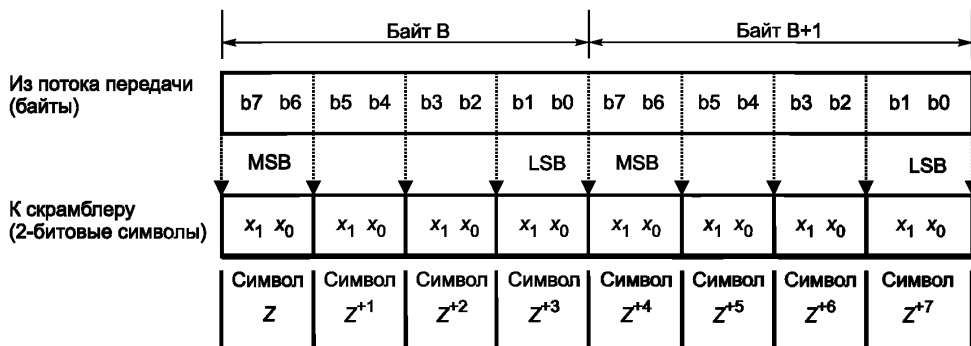 Байт B Байт B+1
Из потока передачи
(байты)
b7 b6 b5 b4 b3 b2 b1 b0 b7 b6 b5 b4 b3 b2 b1 b0
MSB LSB MSB LSB
К скрамблеру
(2-битовые символы)
x₁ x₀ x₁ x₀ x₁ x₀ x₁ x₀ x₁ x₀ x₁ x₀ x₁ x₀ x₁ x₀
Символ Символ Символ Символ Символ Символ Символ Символ
Z Z⁺¹ Z⁺² Z⁺³ Z⁺⁴ Z⁺⁵ Z⁺⁶ Z⁺⁷